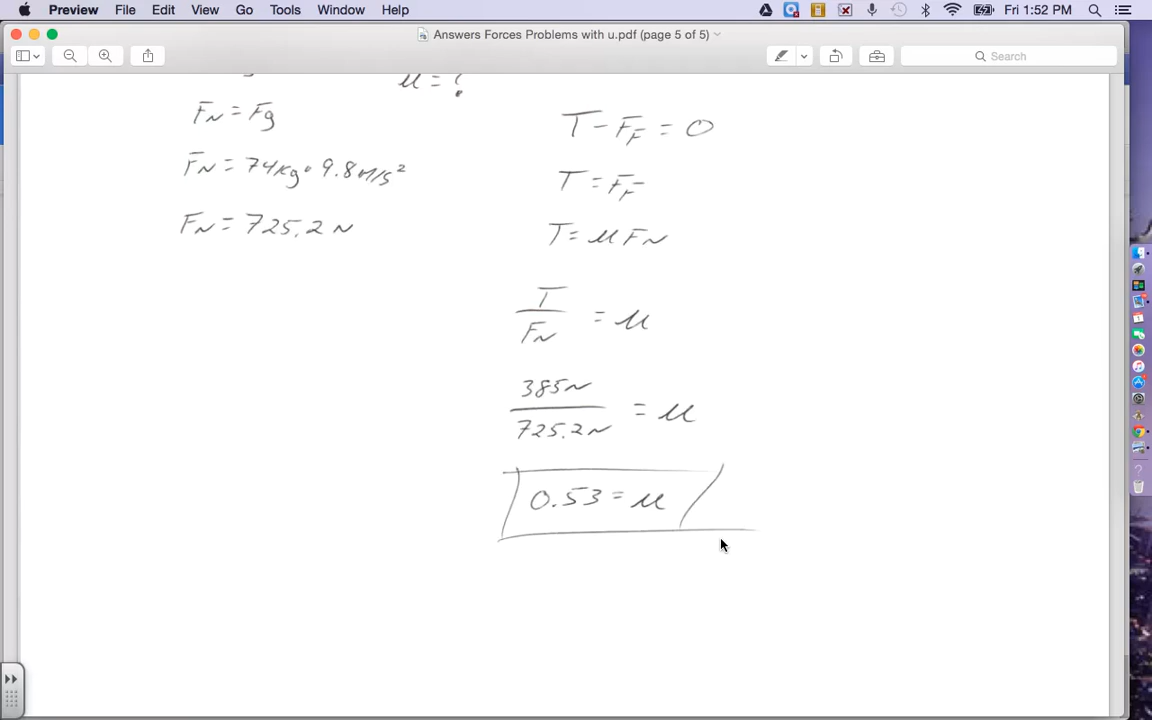 Preview File Edit View Go Tools Window Help Fri 1:52 PM
Answers Forces Problems with u.pdf (page 5 of 5)
Search
μ = ?
FN = Fg
FN = 74Kg · 9.8 M/s²
FN = 725.2 N
T - FF = 0
T = FF
T = μ FN
T
FN
= μ
385N
725.2N
= μ
0.53 = μ